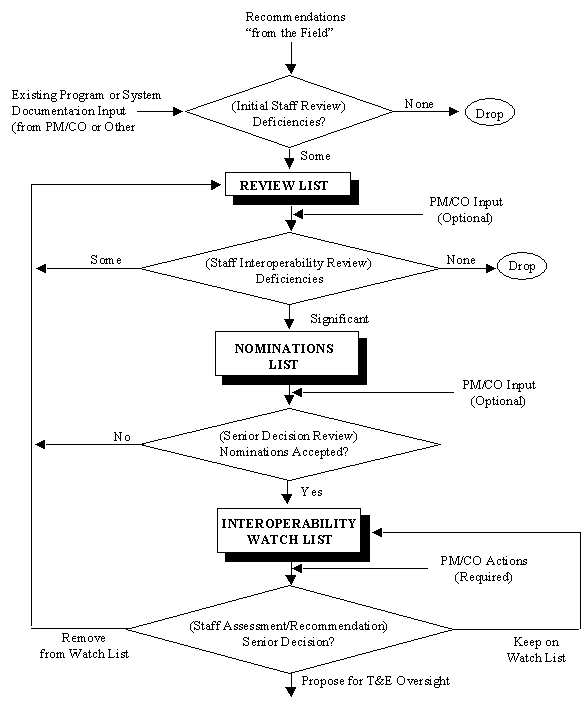 Recommendations
“from the Field”
Existing Program or System
Documentation Input
(from PM/CO or Other
(Initial Staff Review)
Deficiencies?
None
Drop
Some
REVIEW LIST
PM/CO Input
(Optional)
Some
(Staff Interoperability Review)
Deficiencies
None
Drop
Significant
NOMINATIONS
LIST
PM/CO Input
(Optional)
No
(Senior Decision Review)
Nominations Accepted?
Yes
INTEROPERABILITY
WATCH LIST
PM/CO Actions
(Required)
(Staff Assessment/Recommendation)
Senior Decision?
Remove
from Watch List
Keep on
Watch List
Propose for T&E Oversight